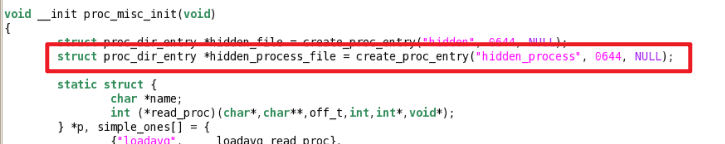 void __init proc_misc_init(void)
{
struct proc_dir_entry *hidden_file = create_proc_entry("hidden", 0644, NULL);
struct proc_dir_entry *hidden_process_file = create_proc_entry("hidden_process", 0644, NULL);
static struct {
char *name;
int (*read_proc)(char*,char**,off_t,int,int*,void*);
} *p, simple_ones[] = {
{"loadavg", loadavg_read_proc},